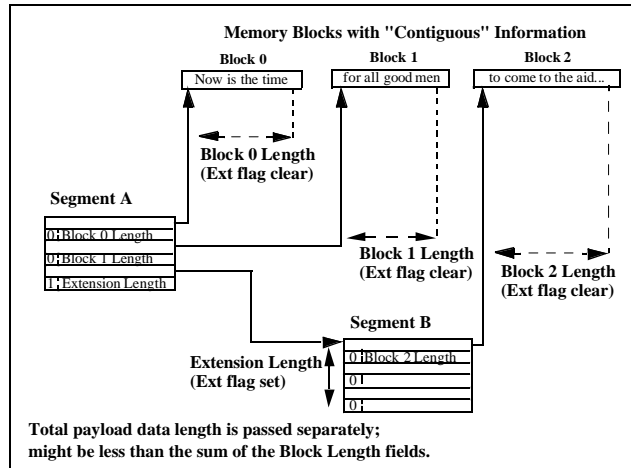 Memory Blocks with "Contiguous" Information
Block 0
Block 1
Block 2
Now is the time
for all good men
to come to the aid...
Block 0 Length
(Ext flag clear)
Segment A
0 Block 0 Length
0 Block 1 Length
1 Extension Length
Block 1 Length
(Ext flag clear)
Block 2 Length
(Ext flag clear)
Segment B
Extension Length
(Ext flag set)
0 Block 2 Length
0
0
Total payload data length is passed separately;
might be less than the sum of the Block Length fields.